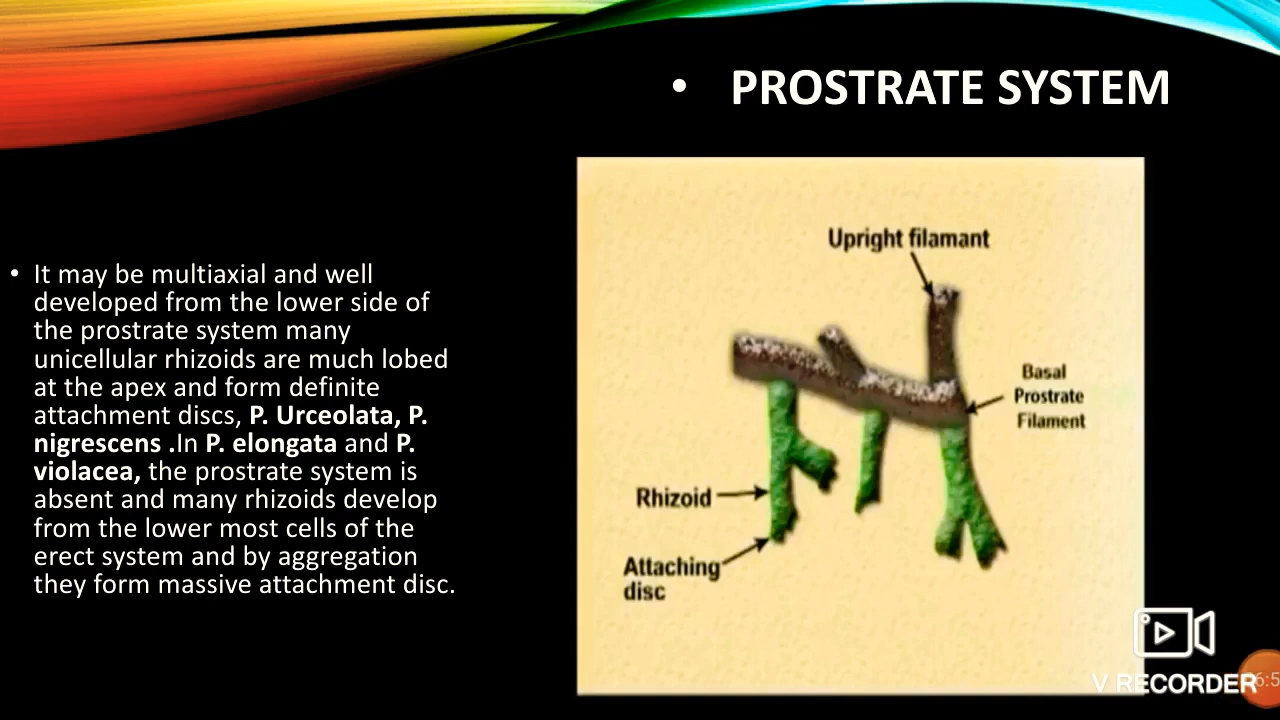 • PROSTRATE SYSTEM
• It may be multiaxial and well
developed from the lower side of
the prostrate system many
unicellular rhizoids are much lobed
at the apex and form definite
attachment discs, P. Urceolata, P.
nigrescens .In P. elongata and P.
violacea, the prostrate system is
absent and many rhizoids develop
from the lower most cells of the
erect system and by aggregation
they form massive attachment disc.
Upright filamant
Basal
Prostrate
Filament
Rhizoid
Attaching
disc
V RECORDER